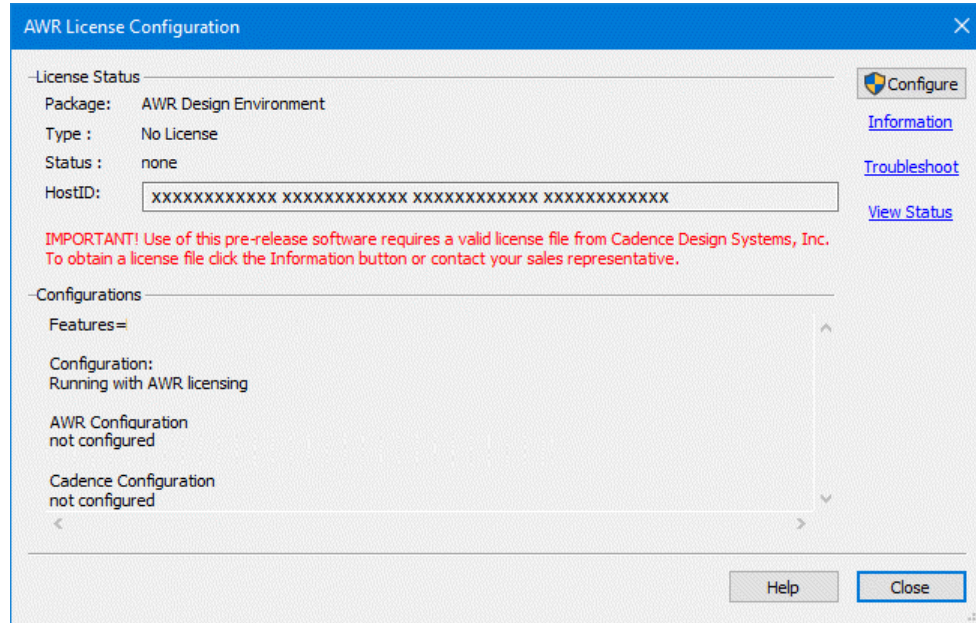 AWR License Configuration
License Status
Configure
Package: AWR Design Environment
Information
Type : No License
Status : none
Troubleshoot
HostID: xxxxxxxxxxxx xxxxxxxxxxxx xxxxxxxxxxxx xxxxxxxxxxxx
View Status
IMPORTANT! Use of this pre-release software requires a valid license file from Cadence Design Systems, Inc.
To obtain a license file click the Information button or contact your sales representative.
Configurations
Features=
Configuration:
Running with AWR licensing
AWR Configuration
not configured
Cadence Configuration
not configured
Help
Close